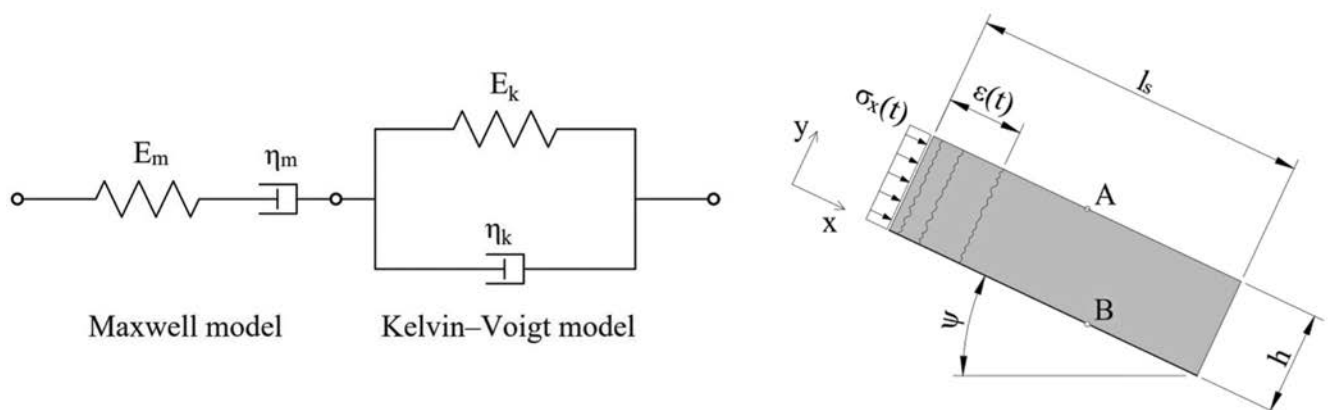 E_m
η_m
E_k
η_k
Maxwell model
Kelvin–Voigt model
l_s
ε(t)
σ_x(t)
y
x
A
B
ψ
h